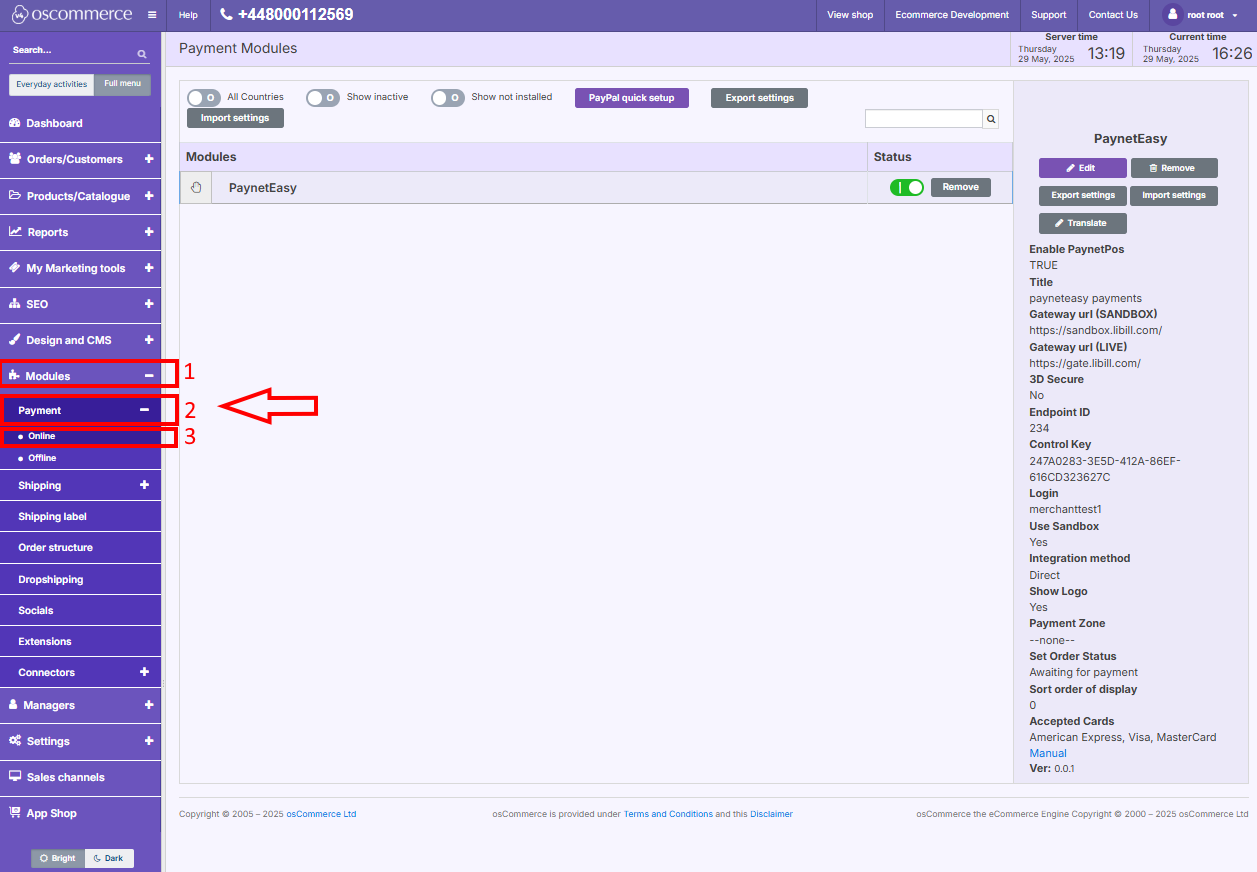 v4 oscommerce
Help
+448000112569
View shop
Ecommerce Development
Support
Contact Us
root root
Search...
Everyday activities
Full menu
Dashboard
Orders/Customers
Products/Catalogue
Reports
My Marketing tools
SEO
Design and CMS
Modules
1
Payment
2
Online
3
Offline
Shipping
Shipping label
Order structure
Dropshipping
Socials
Extensions
Connectors
Managers
Settings
Sales channels
App Shop
Bright
Dark
Payment Modules
Server time
Thursday
29 May, 2025
13:19
Current time
Thursday
29 May, 2025
16:26
All Countries
Show inactive
Show not installed
PayPal quick setup
Export settings
Import settings
Modules
Status
PaynetEasy
Remove
PaynetEasy
Edit
Remove
Export settings
Import settings
Translate
Enable PaynetPos
TRUE
Title
payneteasy payments
Gateway url (SANDBOX)
https://sandbox.libill.com/
Gateway url (LIVE)
https://gate.libill.com/
3D Secure
No
Endpoint ID
234
Control Key
247A0283-3E5D-412A-86EF-
616CD323627C
Login
merchanttest1
Use Sandbox
Yes
Integration method
Direct
Show Logo
Yes
Payment Zone
--none--
Set Order Status
Awaiting for payment
Sort order of display
0
Accepted Cards
American Express, Visa, MasterCard
Manual
Ver: 0.0.1
Copyright © 2005 – 2025 osCommerce Ltd
osCommerce is provided under Terms and Conditions and this Disclaimer
osCommerce the eCommerce Engine Copyright © 2000 – 2025 osCommerce Ltd